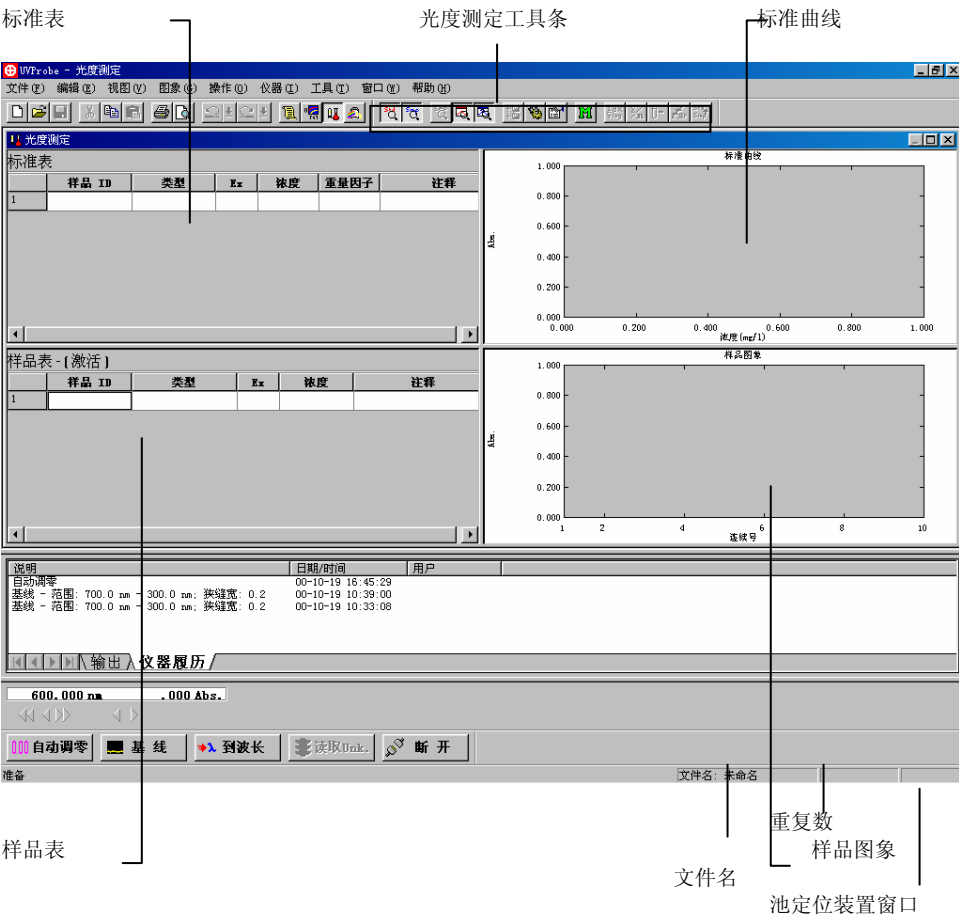 标准表 光度测定工具条 标准曲线
UVProbe - 光度测定
文件(F) 编辑(E) 视图(V) 图象(G) 操作(O) 仪器(I) 工具(T) 窗口(W) 帮助(H)
光度测定
标准表
样品 ID 类型 Ex 浓度 重量因子 注释
1
标准曲线
1.000
0.800
0.600
Abs.
0.400
0.200
0.000
0.000 0.200 0.400 0.600 0.800 1.000
浓度(mg/l)
样品表 - [激活]
样品 ID 类型 Ex 浓度 注释
1
样品图象
1.000
0.800
0.600
Abs.
0.400
0.200
0.000
1 2 4 6 8 10
连续号
说明 日期/时间 用户
自动调零 00-10-19 16:45:29
基线 - 范围: 700.0 nm - 300.0 nm; 狭缝宽: 0.2 00-10-19 10:39:00
基线 - 范围: 700.0 nm - 300.0 nm; 狭缝宽: 0.2 00-10-19 10:33:08
输出 仪器履历
600.000 nm .000 Abs.
自动调零 基线 到波长 读取Unk. 断开
准备 文件名: 未命名
重复数
样品表 样品图象
文件名
池定位装置窗口